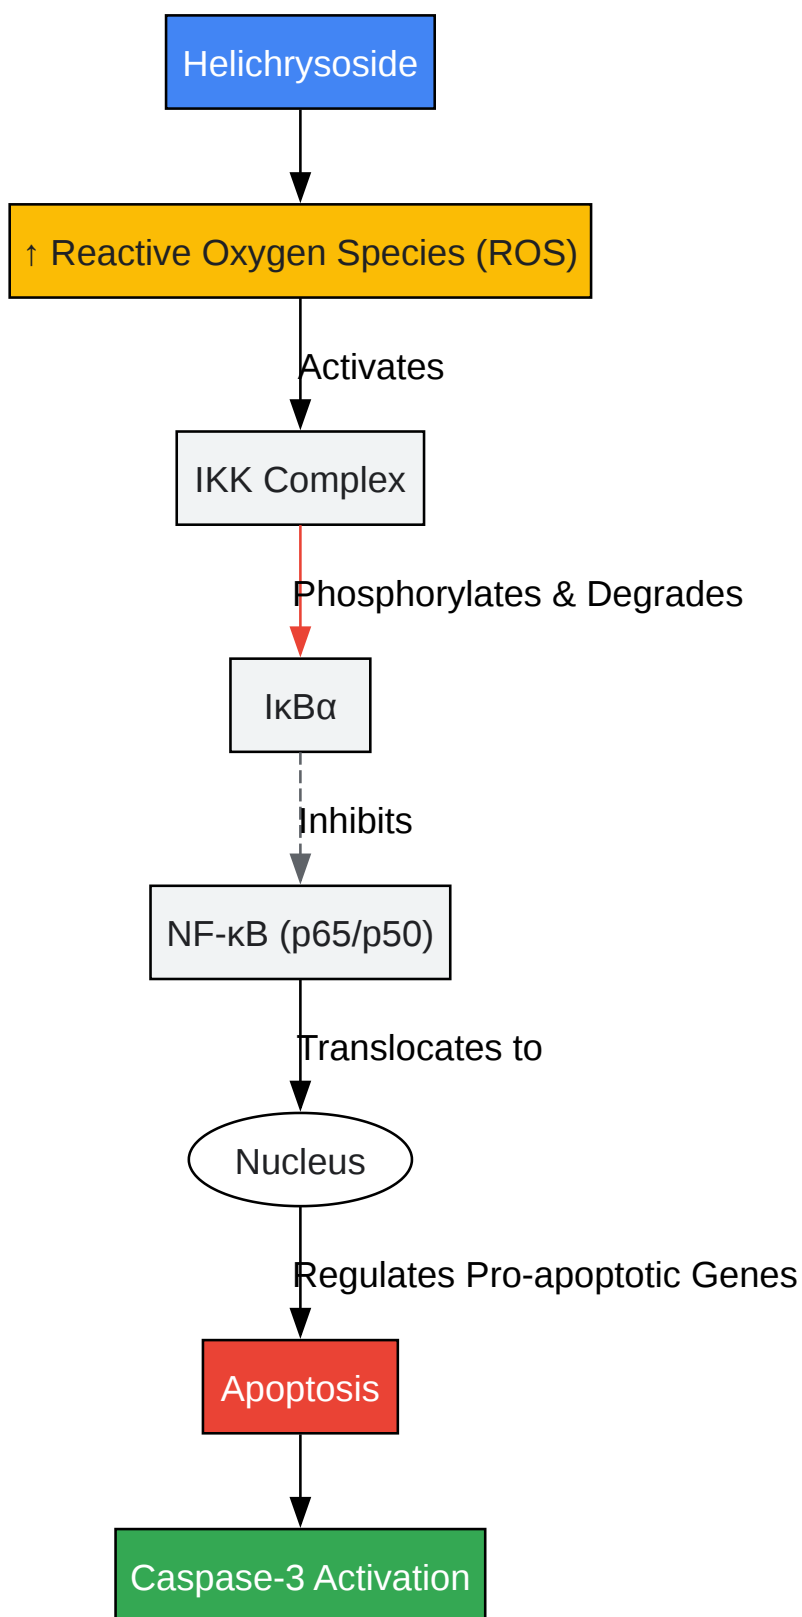 Helichrysoside
↑ Reactive Oxygen Species (ROS)
Activates
IKK Complex
Phosphorylates & Degrades
IκBα
Inhibits
NF-κB (p65/p50)
Translocates to
Nucleus
Regulates Pro-apoptotic Genes
Apoptosis
Caspase-3 Activation